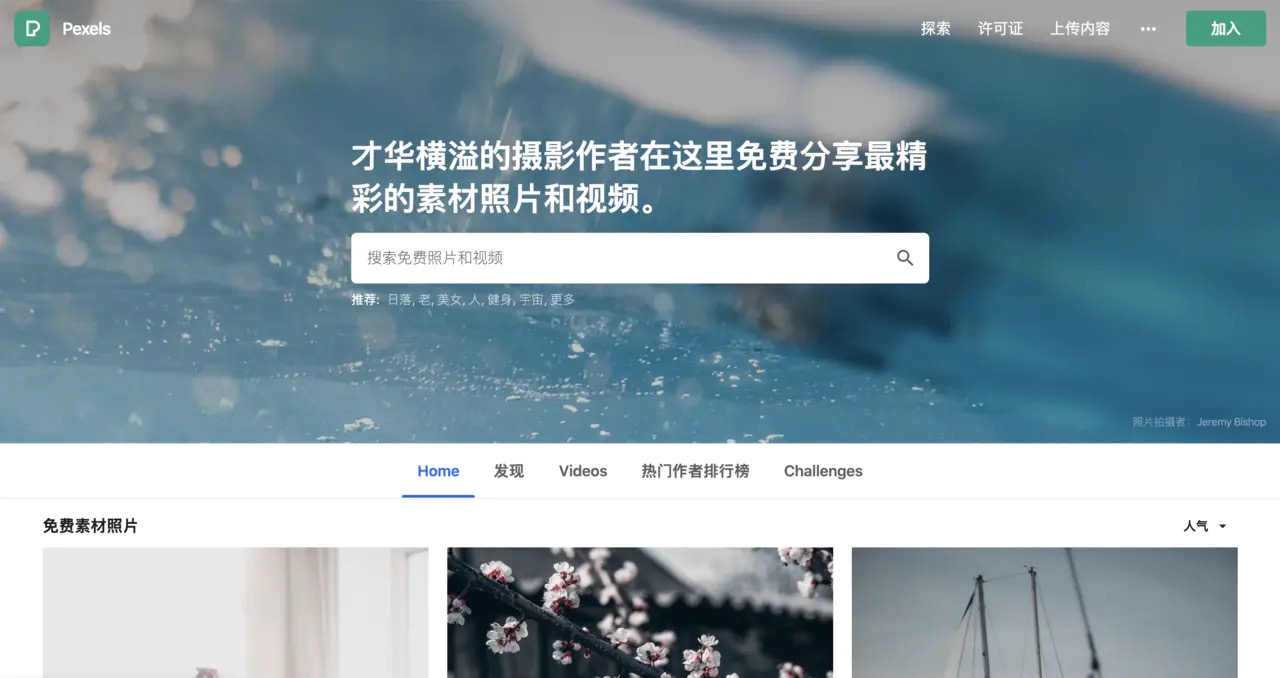 Pexels
探索 许可证 上传内容 ••• 加入
才华横溢的摄影作者在这里免费分享最精
彩的素材照片和视频。
搜索免费照片和视频
推荐: 日落, 老, 美女, 人, 健身, 宇宙, 更多
照片拍摄者: Jeremy Bishop
Home 发现 Videos 热门作者排行榜 Challenges
免费素材照片 人气